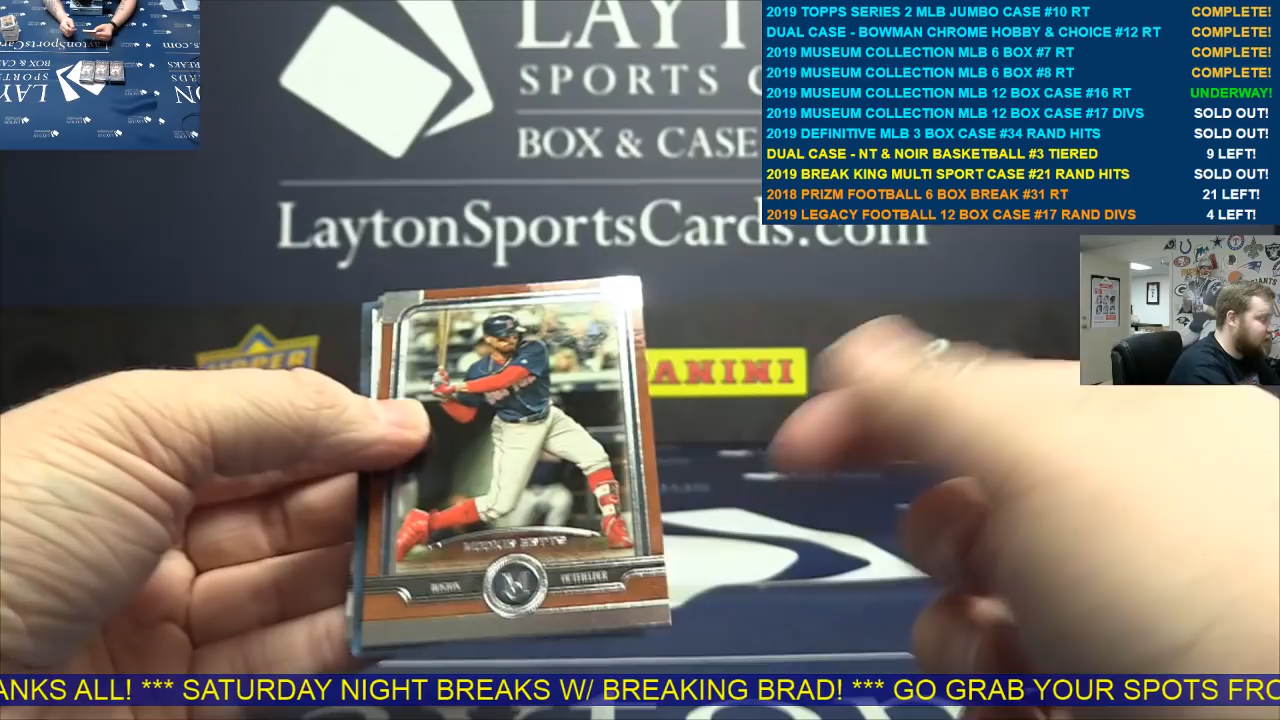 LAYT
SPORTS C
BOX & CASE
LaytonSportsCards.com
2019 TOPPS SERIES 2 MLB JUMBO CASE #10 RT COMPLETE!
DUAL CASE - BOWMAN CHROME HOBBY & CHOICE #12 RT COMPLETE!
2019 MUSEUM COLLECTION MLB 6 BOX #7 RT COMPLETE!
2019 MUSEUM COLLECTION MLB 6 BOX #8 RT COMPLETE!
2019 MUSEUM COLLECTION MLB 12 BOX CASE #16 RT UNDERWAY!
2019 MUSEUM COLLECTION MLB 12 BOX CASE #17 DIVS SOLD OUT!
2019 DEFINITIVE MLB 3 BOX CASE #34 RAND HITS SOLD OUT!
DUAL CASE - NT & NOIR BASKETBALL #3 TIERED 9 LEFT!
2019 BREAK KING MULTI SPORT CASE #21 RAND HITS SOLD OUT!
2018 PRIZM FOOTBALL 6 BOX BREAK #31 RT 21 LEFT!
2019 LEGACY FOOTBALL 12 BOX CASE #17 RAND DIVS 4 LEFT!
UPPER
PANINI
MOOKIE BETTS
BOSTON OUTFIELDER
ANKS ALL! *** SATURDAY NIGHT BREAKS W/ BREAKING BRAD! *** GO GRAB YOUR SPOTS FRO